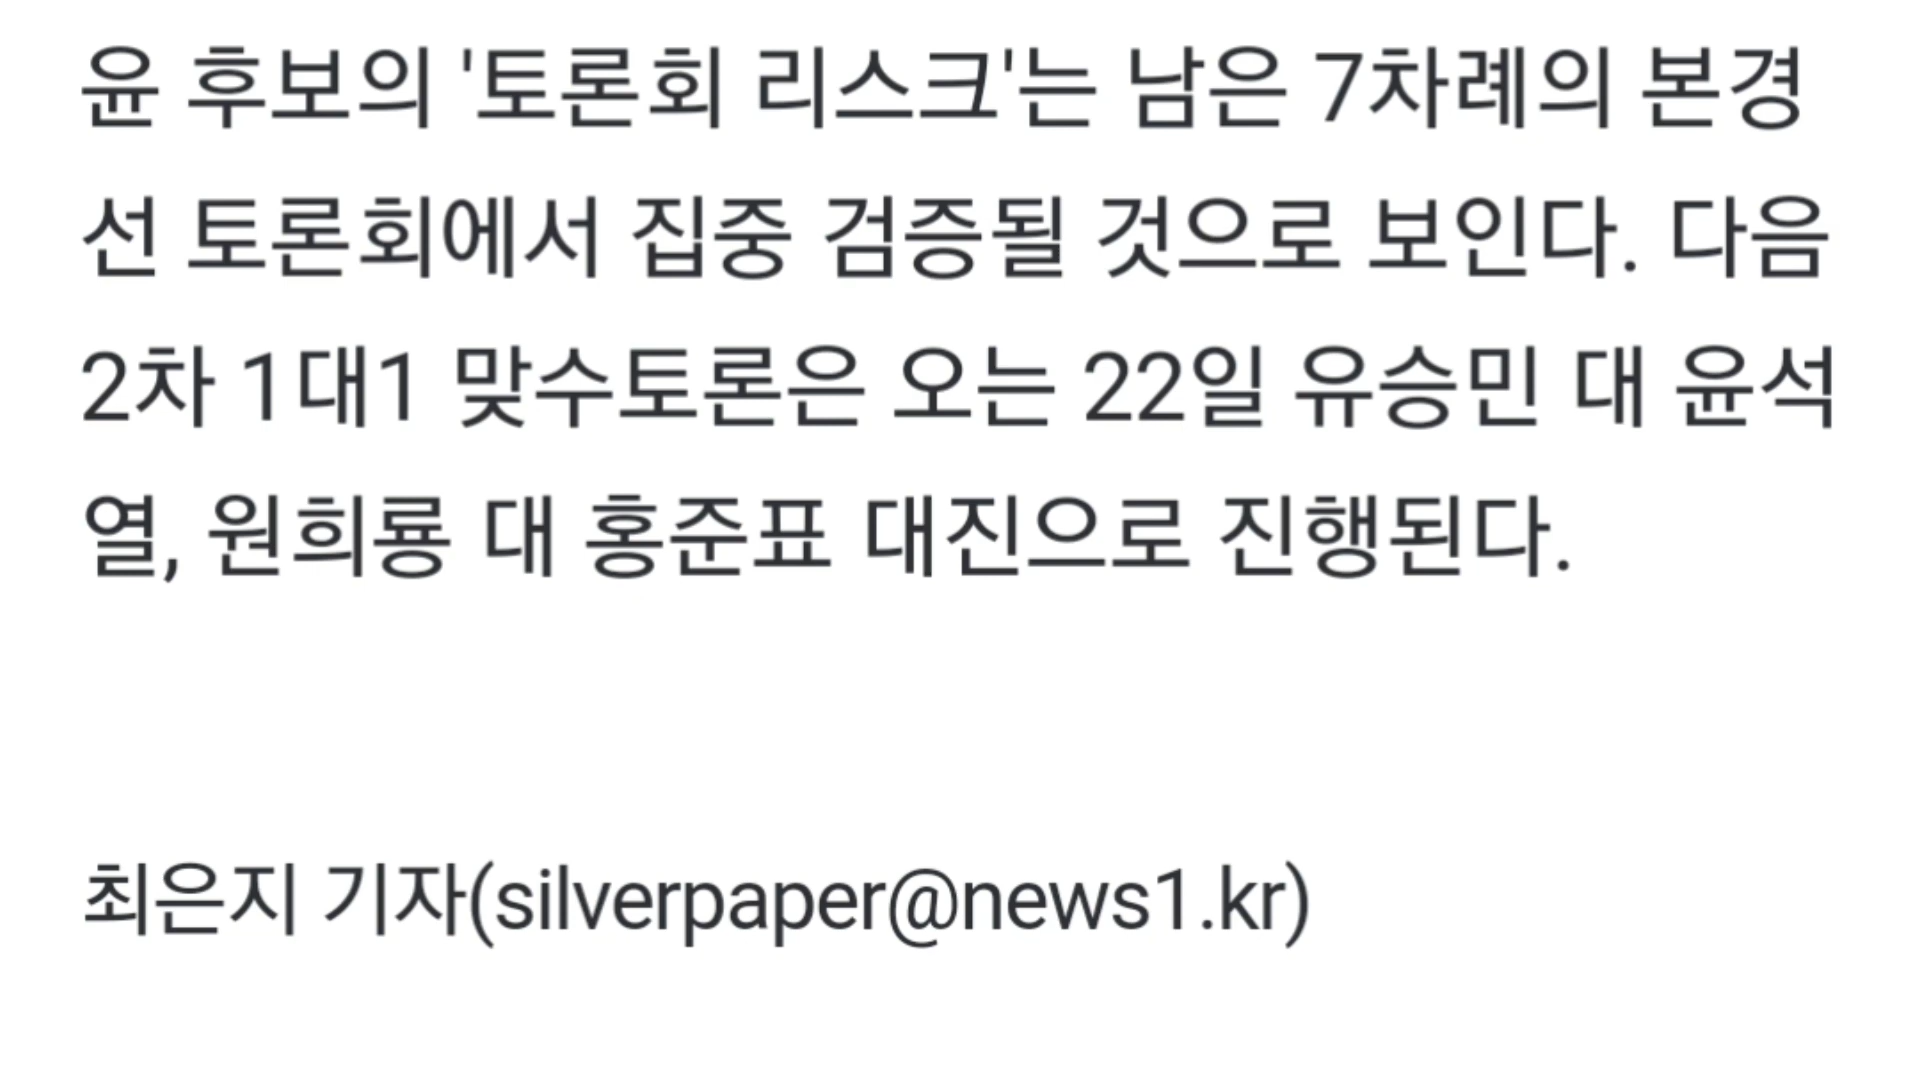 윤 후보의 '토론회 리스크'는 남은 7차례의 본경
선 토론회에서 집중 검증될 것으로 보인다. 다음
2차 1대1 맞수토론은 오는 22일 유승민 대 윤석
열, 원희룡 대 홍준표 대진으로 진행된다.
최은지 기자(silverpaper@news1.kr)